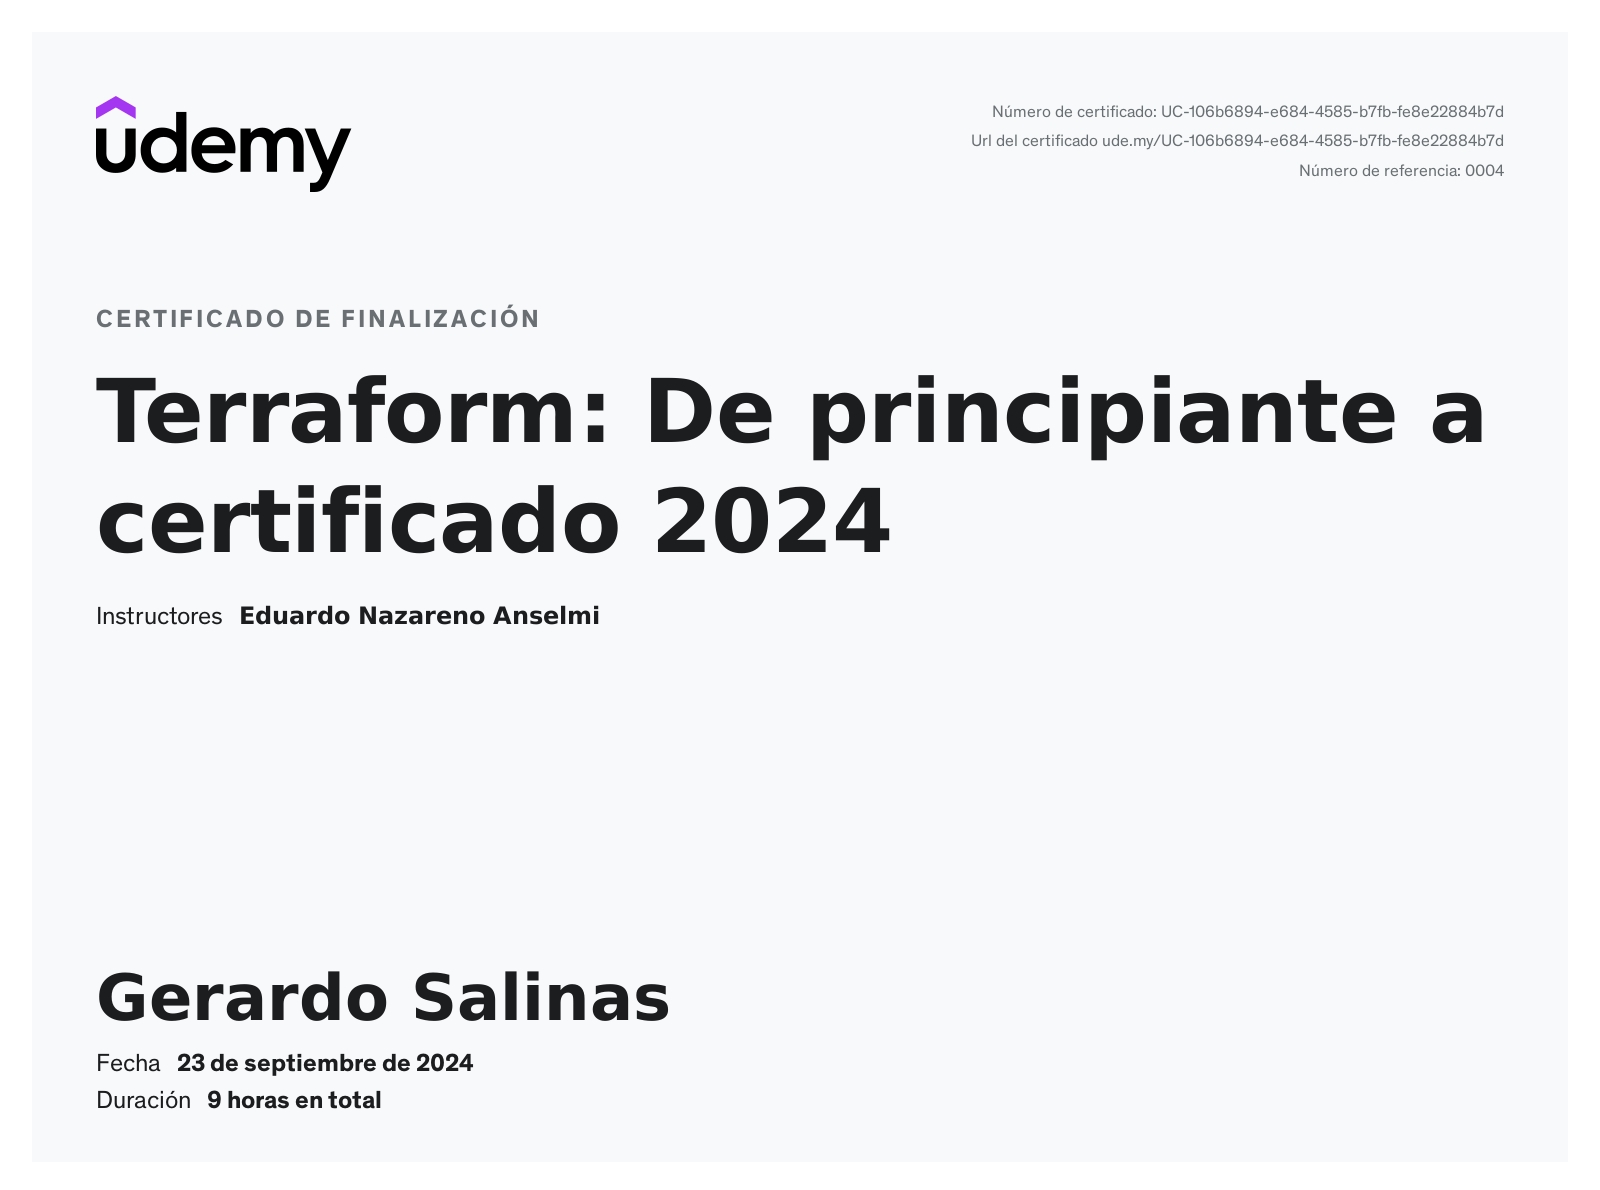 udemy
Número de certificado: UC-106b6894-e684-4585-b7fb-fe8e22884b7d
Url del certificado ude.my/UC-106b6894-e684-4585-b7fb-fe8e22884b7d
Número de referencia: 0004
CERTIFICADO DE FINALIZACIÓN
Terraform: De principiante a
certificado 2024
Instructores Eduardo Nazareno Anselmi
Gerardo Salinas
Fecha 23 de septiembre de 2024
Duración 9 horas en total